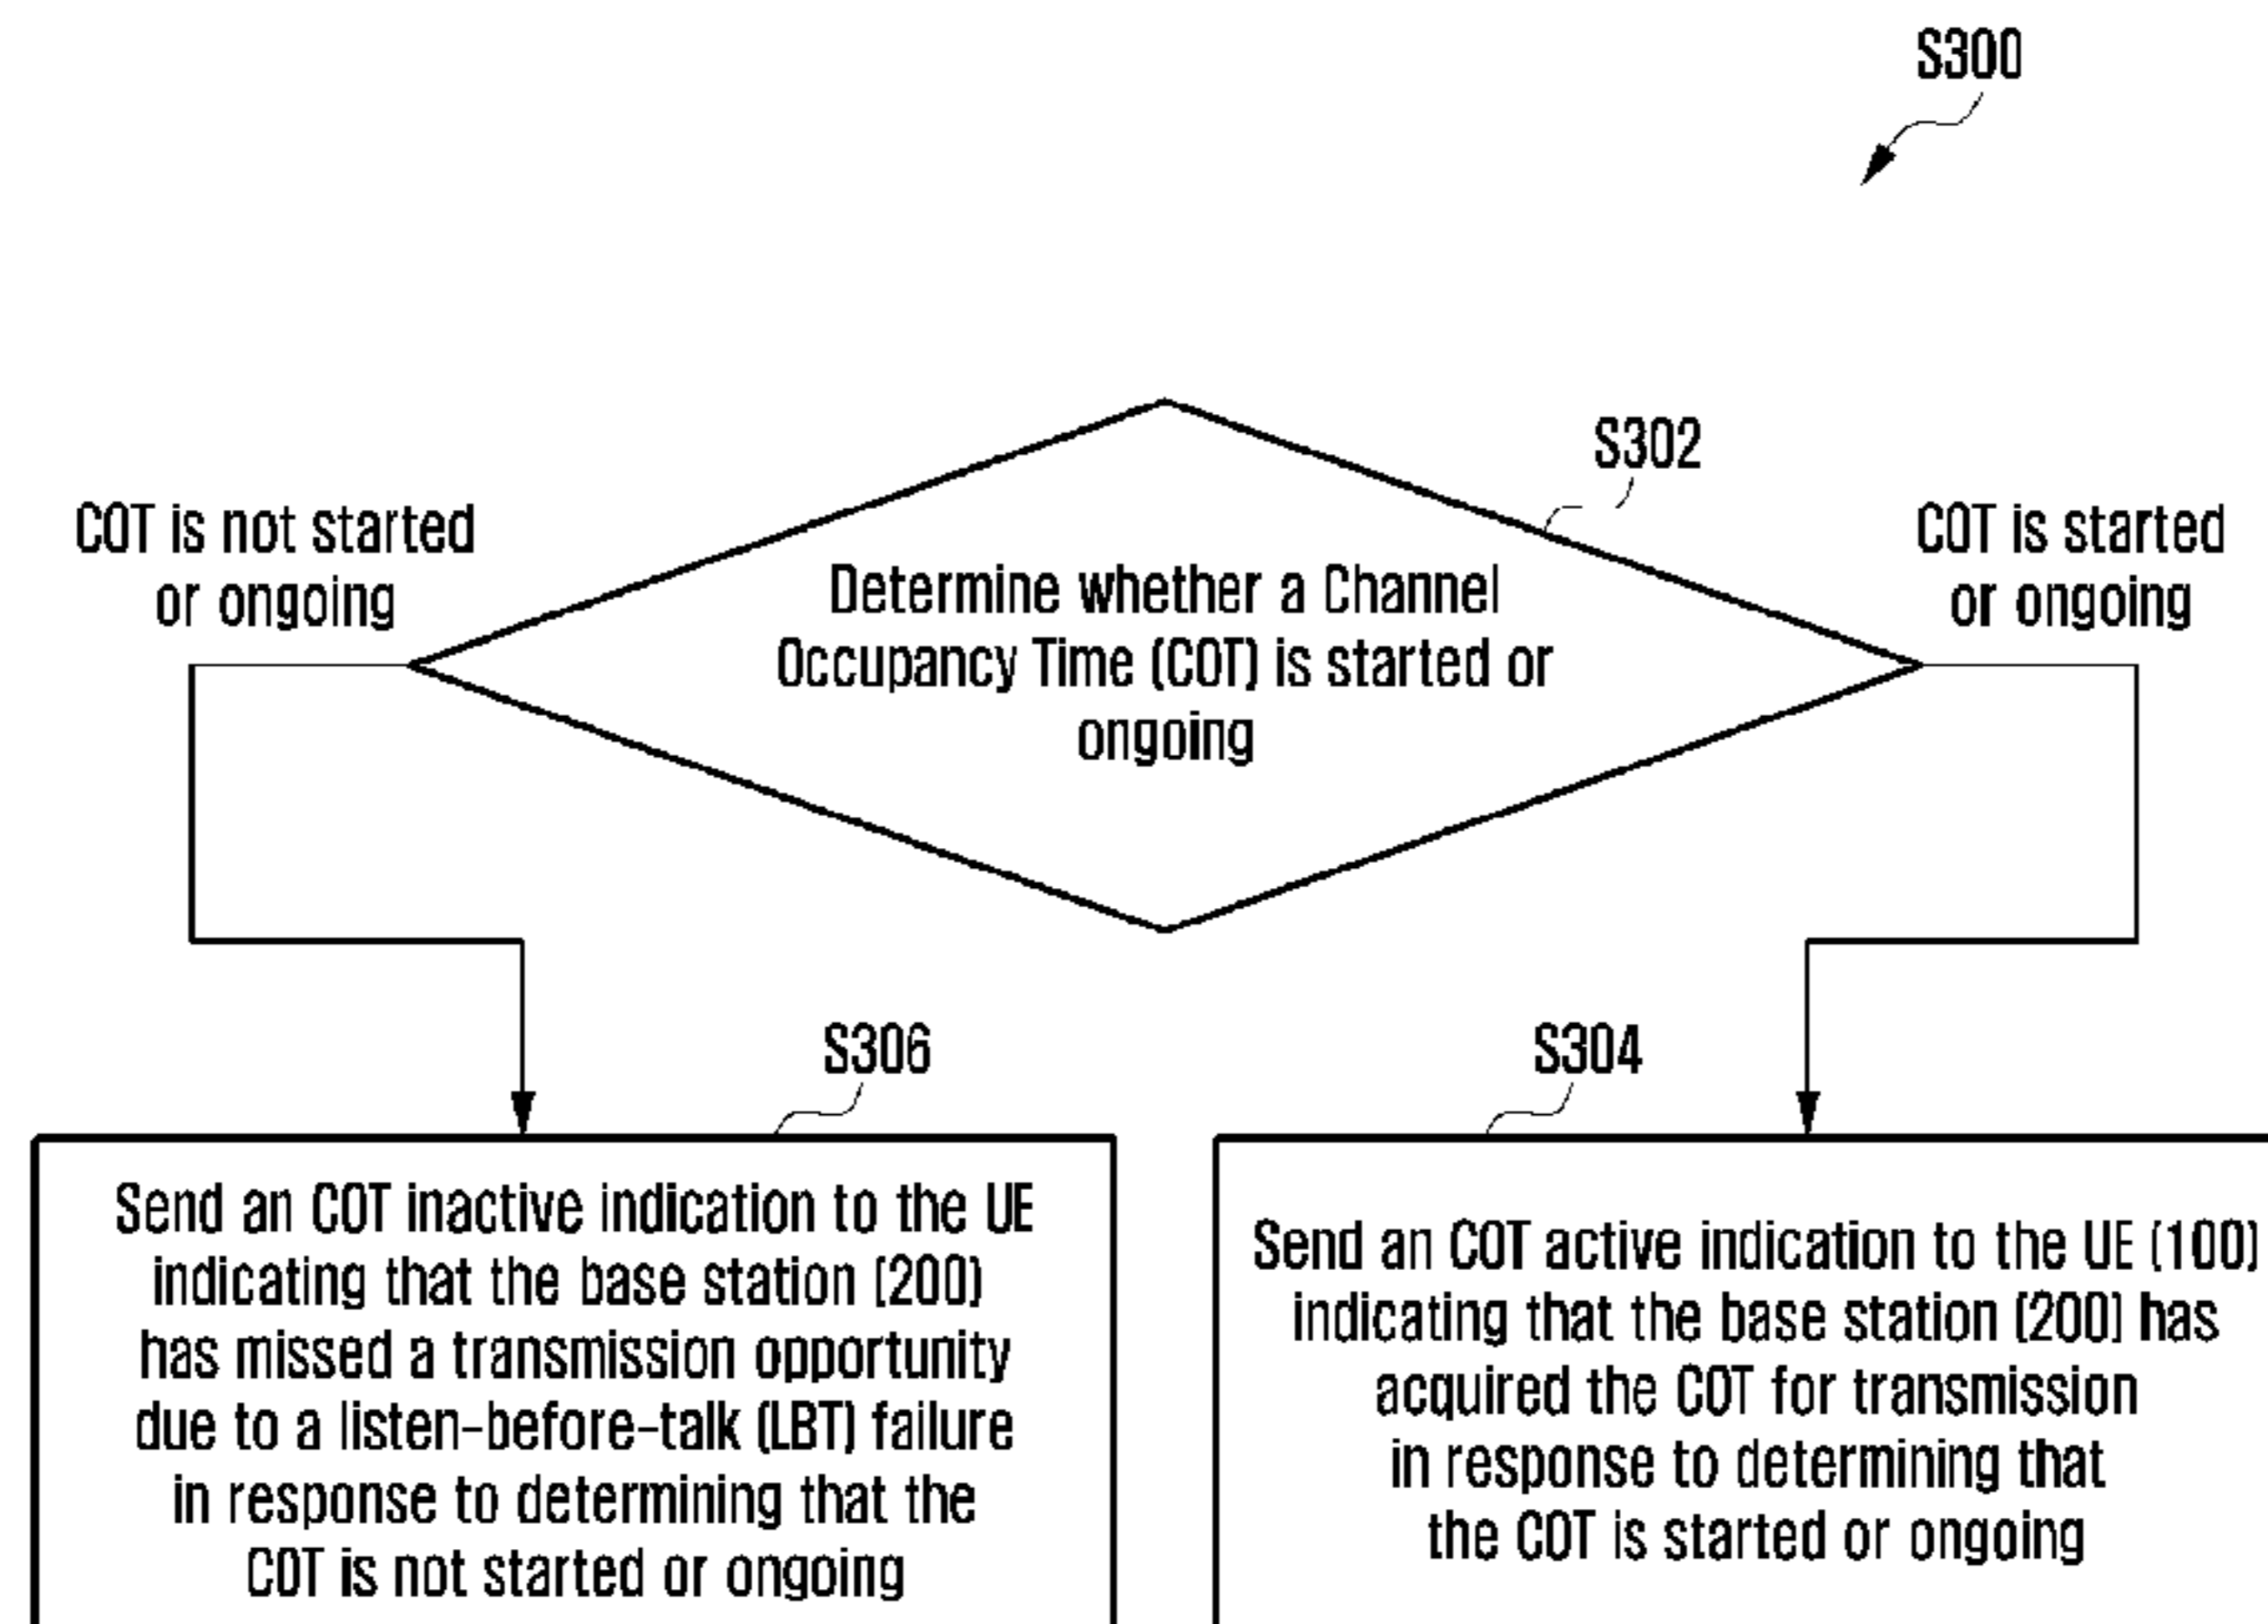 S300
S302
COT is not started
or ongoing
COT is started
or ongoing
Determine whether a Channel
Occupancy Time (COT) is started or
ongoing
S306
S304
Send an COT inactive indication to the UE
indicating that the base station (200)
has missed a transmission opportunity
due to a listen-before-talk (LBT) failure
in response to determining that the
COT is not started or ongoing
Send an COT active indication to the UE (100)
indicating that the base station (200) has
acquired the COT for transmission
in response to determining that
the COT is started or ongoing